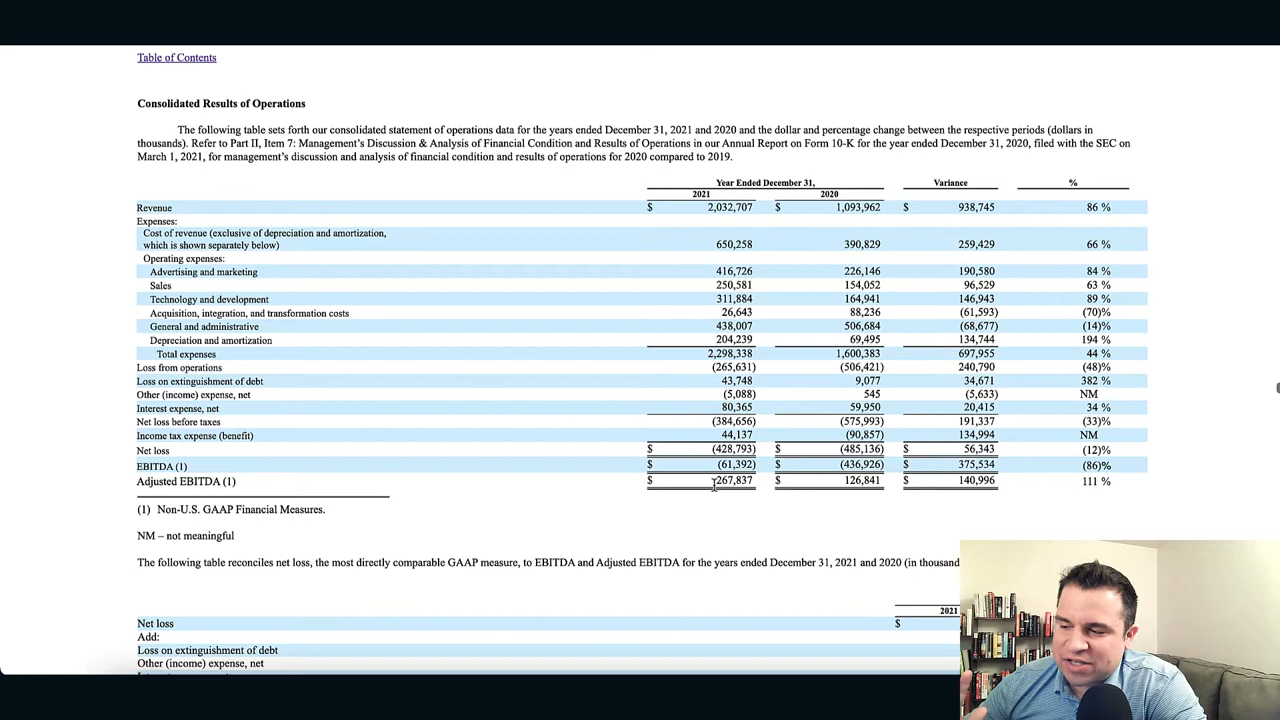 Table of Contents
Consolidated Results of Operations
The following table sets forth our consolidated statement of operations data for the years ended December 31, 2021 and 2020 and the dollar and percentage change between the respective periods (dollars in
thousands). Refer to Part II, Item 7: Management's Discussion & Analysis of Financial Condition and Results of Operations in our Annual Report on Form 10-K for the year ended December 31, 2020, filed with the SEC on
March 1, 2021, for management's discussion and analysis of financial condition and results of operations for 2020 compared to 2019.
Year Ended December 31, Variance %
2021 2020
Revenue $ 2,032,707 $ 1,093,962 $ 938,745 86 %
Expenses:
Cost of revenue (exclusive of depreciation and amortization,
which is shown separately below) 650,258 390,829 259,429 66 %
Operating expenses:
Advertising and marketing 416,726 226,146 190,580 84 %
Sales 250,581 154,052 96,529 63 %
Technology and development 311,884 164,941 146,943 89 %
Acquisition, integration, and transformation costs 26,643 88,236 (61,593) (70)%
General and administrative 438,007 506,684 (68,677) (14)%
Depreciation and amortization 204,239 69,495 134,744 194 %
Total expenses 2,298,338 1,600,383 697,955 44 %
Loss from operations (265,631) (506,421) 240,790 (48)%
Loss on extinguishment of debt 43,748 9,077 34,671 382 %
Other (income) expense, net (5,088) 545 (5,633) NM
Interest expense, net 80,365 59,950 20,415 34 %
Net loss before taxes (384,656) (575,993) 191,337 (33)%
Income tax expense (benefit) 44,137 (90,857) 134,994 NM
Net loss $ (428,793) $ (485,136) $ 56,343 (12)%
EBITDA (1) $ (61,392) $ (436,926) $ 375,534 (86)%
Adjusted EBITDA (1) $ 267,837 $ 126,841 $ 140,996 111 %
(1) Non-U.S. GAAP Financial Measures.
NM – not meaningful
The following table reconciles net loss, the most directly comparable GAAP measure, to EBITDA and Adjusted EBITDA for the years ended December 31, 2021 and 2020 (in thousand
2021
Net loss $
Add:
Loss on extinguishment of debt
Other (income) expense, net